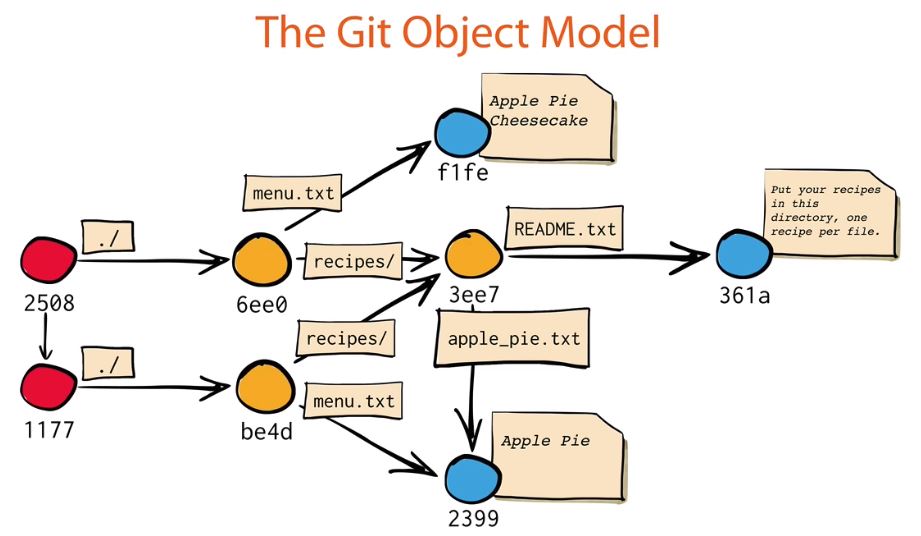 The Git Object Model
Apple Pie
Cheesecake
f1fe
menu.txt
Put your recipes
in this
directory, one
recipe per file.
./
recipes/
README.txt
2508
6ee0
3ee7
361a
recipes/
apple_pie.txt
./
menu.txt
1177
be4d
Apple Pie
2399